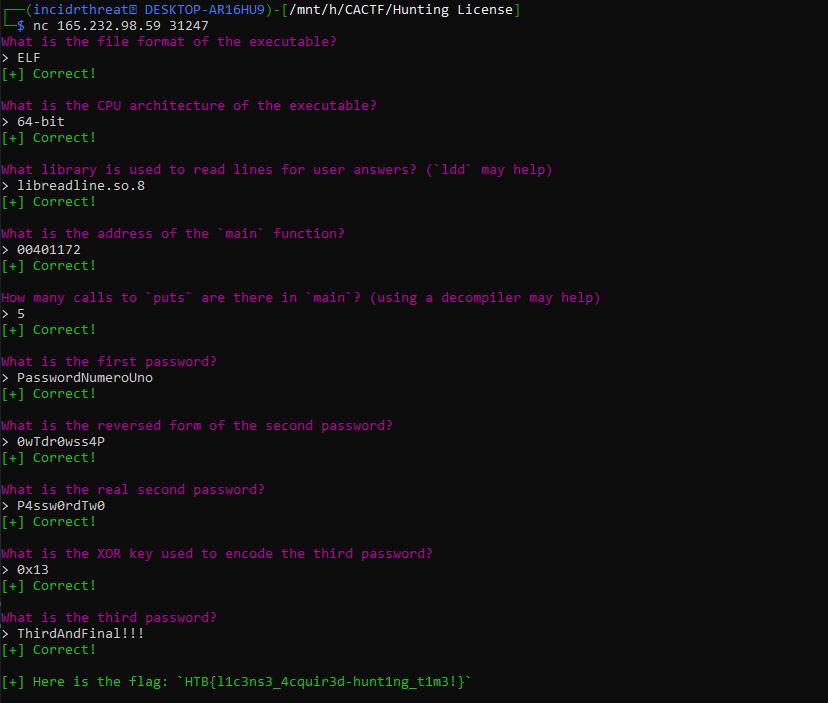 ┌──(incidrthreat⍰ DESKTOP-AR16HU9)-[/mnt/h/CACTF/Hunting License]
└─$ nc 165.232.98.59 31247
What is the file format of the executable?
> ELF
[+] Correct!
What is the CPU architecture of the executable?
> 64-bit
[+] Correct!
What library is used to read lines for user answers? (`ldd` may help)
> libreadline.so.8
[+] Correct!
What is the address of the `main` function?
> 00401172
[+] Correct!
How many calls to `puts` are there in `main`? (using a decompiler may help)
> 5
[+] Correct!
What is the first password?
> PasswordNumeroUno
[+] Correct!
What is the reversed form of the second password?
> 0wTdr0wss4P
[+] Correct!
What is the real second password?
> P4ssw0rdTw0
[+] Correct!
What is the XOR key used to encode the third password?
> 0x13
[+] Correct!
What is the third password?
> ThirdAndFinal!!!
[+] Correct!
[+] Here is the flag: `HTB{l1c3ns3_4cquir3d-hunt1ng_t1m3!}`